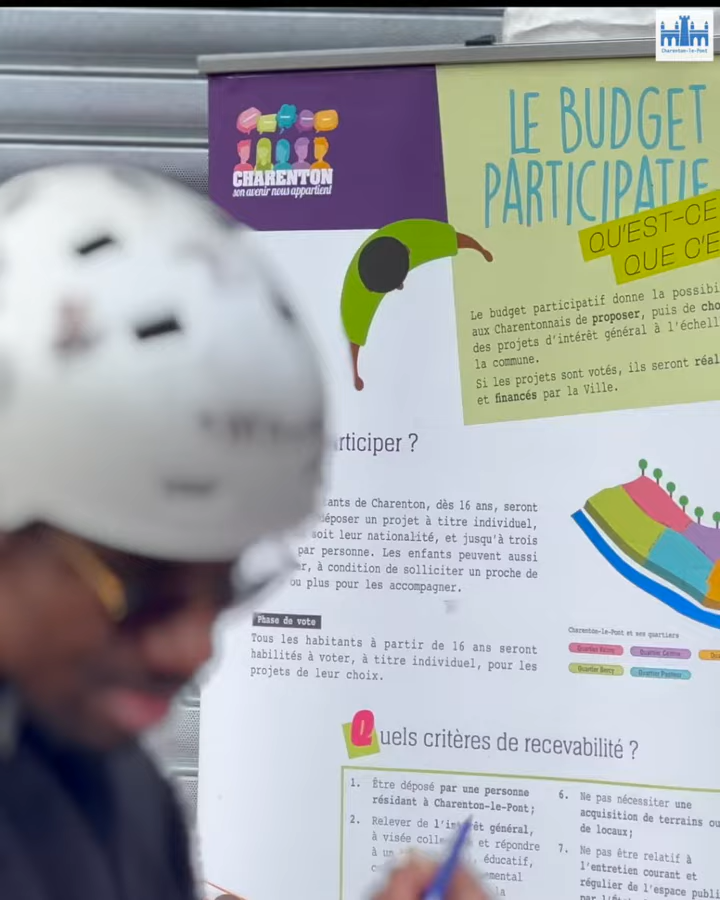 Charenton-le-Pont
CHARENTON
son avenir nous appartient
LE BUDGET
PARTICIPATIF
QU'EST-CE
QUE C'E
Le budget participatif donne la possibi
aux Charentonnais de proposer, puis de cho
des projets d'intérêt général à l'échell
la commune.
Si les projets sont votés, ils seront réal
et financés par la Ville.
rticiper ?
tants de Charenton, dès 16 ans, seront
époser un projet à titre individuel,
soit leur nationalité, et jusqu'à trois
par personne. Les enfants peuvent aussi
er, à condition de solliciter un proche de
ou plus pour les accompagner.
Phase de vote
Tous les habitants à partir de 16 ans seront
habilités à voter, à titre individuel, pour les
projets de leur choix.
Charenton-le-Pont et ses quartiers
Quartier Centre
Quartier Bercy
Quartier Pasteur
Quels critères de recevabilité ?
1. Être déposé par une personne
résidant à Charenton-le-Pont;
2. Relever de l'intérêt général,
à visée coll et répondre
à un , éducatif,
mental
la
6. Ne pas nécessiter une
acquisition de terrains ou
de locaux;
7. Ne pas être relatif à
l'entretien courant et
régulier de l'espace publi